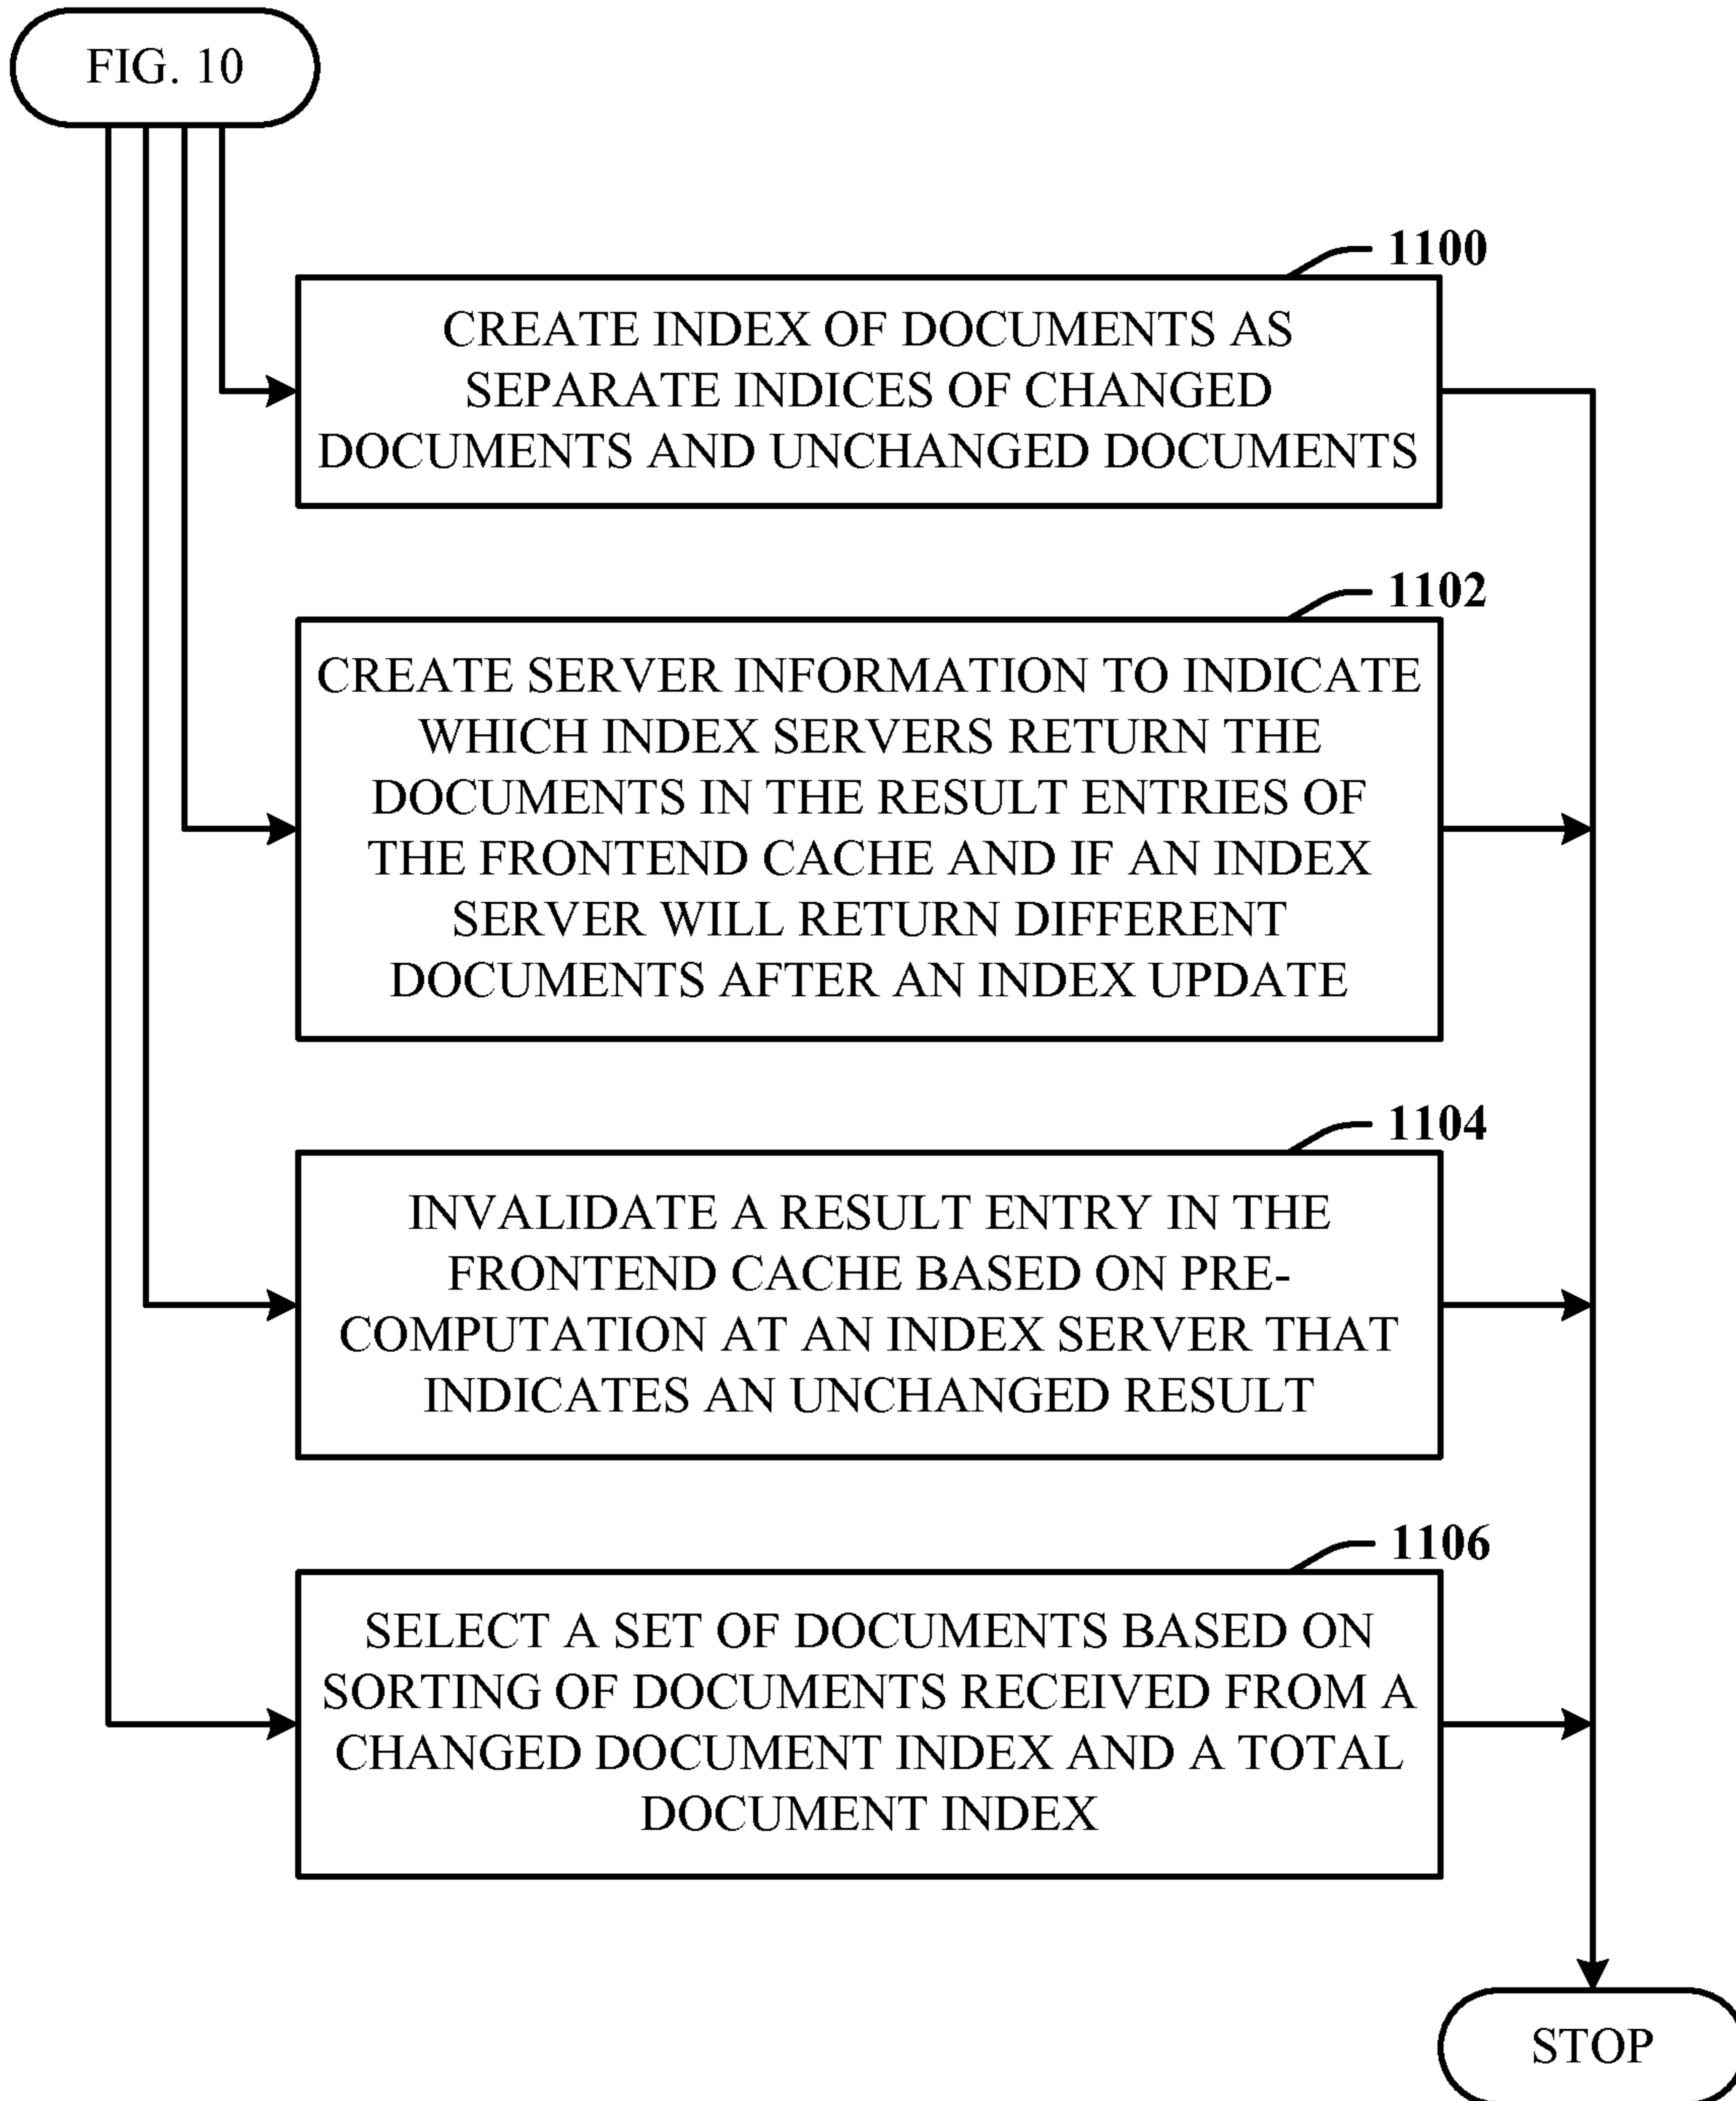 FIG. 10
1100
CREATE INDEX OF DOCUMENTS AS
SEPARATE INDICES OF CHANGED
DOCUMENTS AND UNCHANGED DOCUMENTS
1102
CREATE SERVER INFORMATION TO INDICATE
WHICH INDEX SERVERS RETURN THE
DOCUMENTS IN THE RESULT ENTRIES OF
THE FRONTEND CACHE AND IF AN INDEX
SERVER WILL RETURN DIFFERENT
DOCUMENTS AFTER AN INDEX UPDATE
1104
INVALIDATE A RESULT ENTRY IN THE
FRONTEND CACHE BASED ON PRE-
COMPUTATION AT AN INDEX SERVER THAT
INDICATES AN UNCHANGED RESULT
1106
SELECT A SET OF DOCUMENTS BASED ON
SORTING OF DOCUMENTS RECEIVED FROM A
CHANGED DOCUMENT INDEX AND A TOTAL
DOCUMENT INDEX
STOP